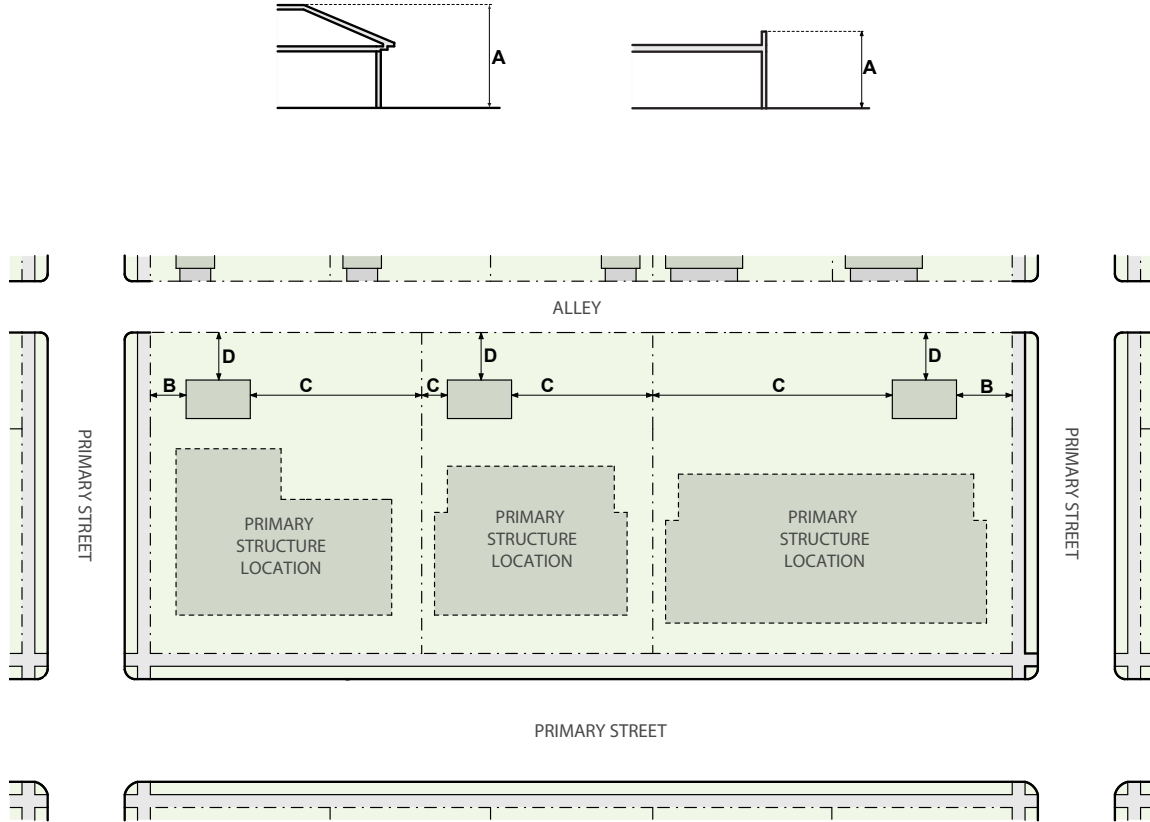 A
A
ALLEY
D
D
D
B
C
C
C
C
B
PRIMARY STREET
PRIMARY
STRUCTURE
LOCATION
PRIMARY
STRUCTURE
LOCATION
PRIMARY
STRUCTURE
LOCATION
PRIMARY STREET
PRIMARY STREET